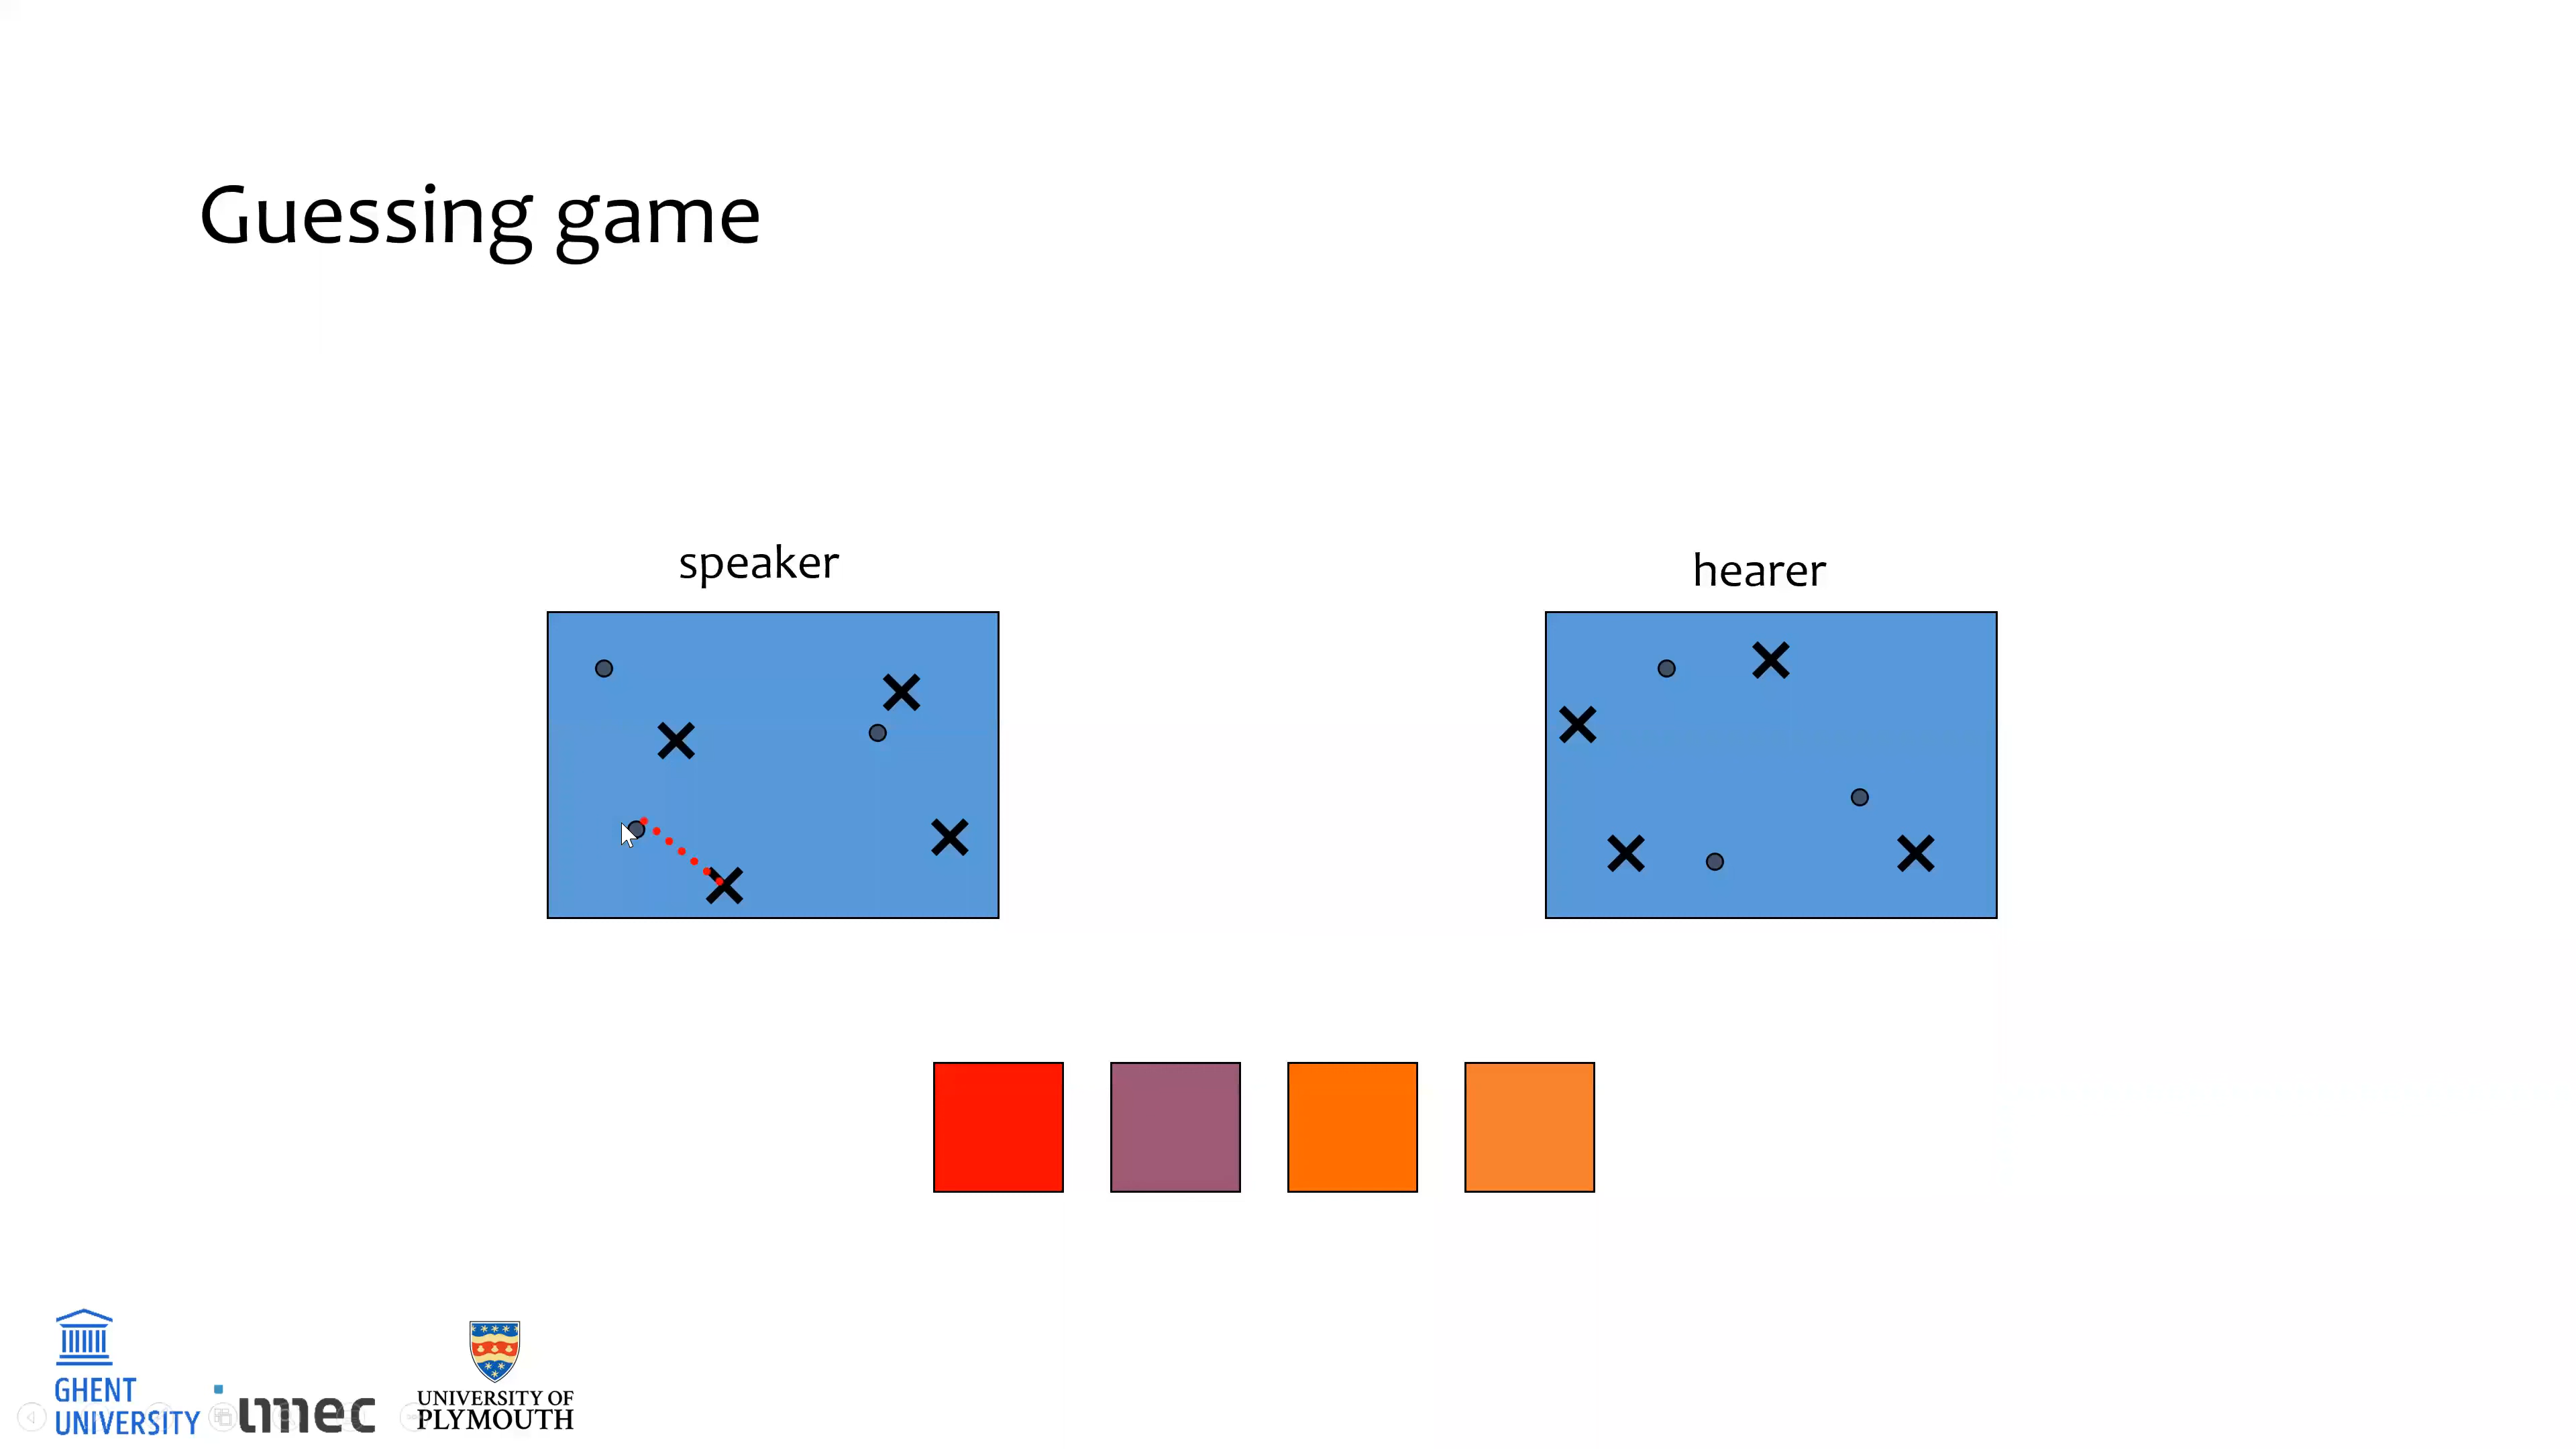 Guessing game
speaker
hearer
GHENT
UNIVERSITY
imec
UNIVERSITY OF
PLYMOUTH